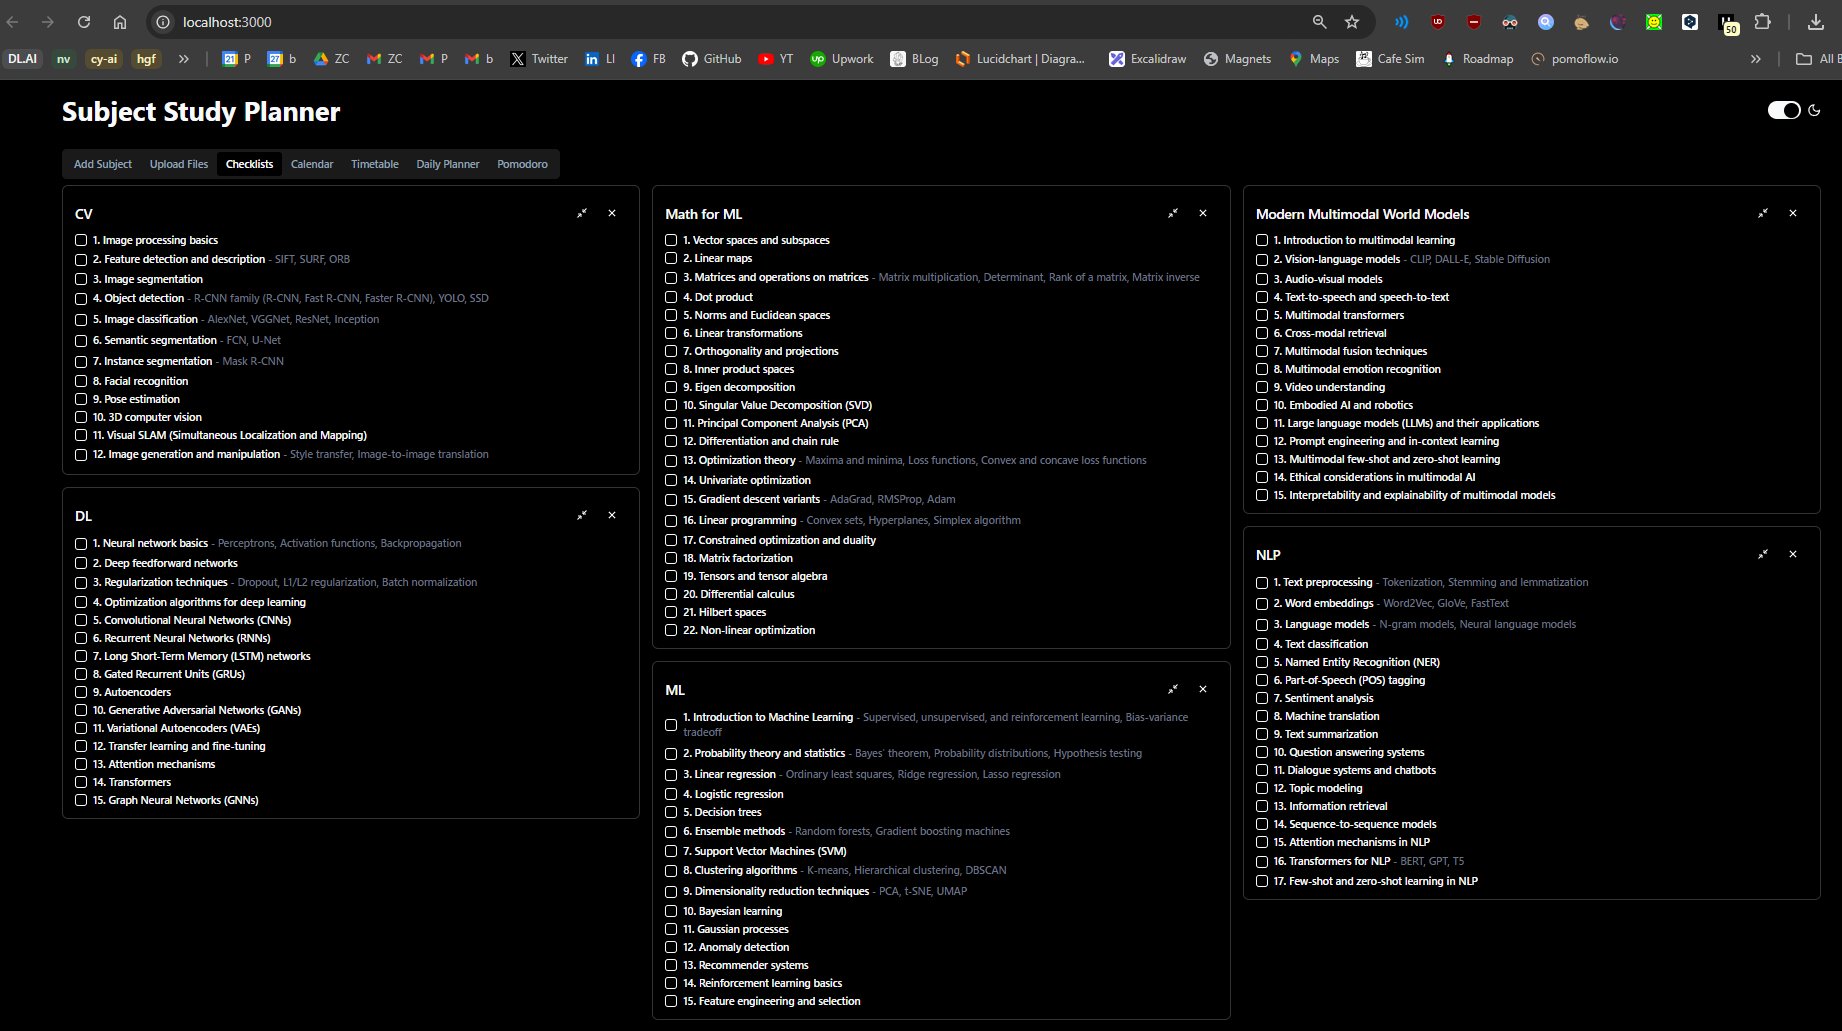 localhost:3000
50
DL.AI
nv
cy-ai
hgf
»
21 P
27 b
ZC
ZC
P
b
Twitter
LI
FB
GitHub
YT
Upwork
BLog
Lucidchart | Diagra...
Excalidraw
Magnets
Maps
Cafe Sim
Roadmap
pomoflow.io
»
All B
Subject Study Planner
Add Subject
Upload Files
Checklists
Calendar
Timetable
Daily Planner
Pomodoro
CV
1. Image processing basics
2. Feature detection and description - SIFT, SURF, ORB
3. Image segmentation
4. Object detection - R-CNN family (R-CNN, Fast R-CNN, Faster R-CNN), YOLO, SSD
5. Image classification - AlexNet, VGGNet, ResNet, Inception
6. Semantic segmentation - FCN, U-Net
7. Instance segmentation - Mask R-CNN
8. Facial recognition
9. Pose estimation
10. 3D computer vision
11. Visual SLAM (Simultaneous Localization and Mapping)
12. Image generation and manipulation - Style transfer, Image-to-image translation
DL
1. Neural network basics - Perceptrons, Activation functions, Backpropagation
2. Deep feedforward networks
3. Regularization techniques - Dropout, L1/L2 regularization, Batch normalization
4. Optimization algorithms for deep learning
5. Convolutional Neural Networks (CNNs)
6. Recurrent Neural Networks (RNNs)
7. Long Short-Term Memory (LSTM) networks
8. Gated Recurrent Units (GRUs)
9. Autoencoders
10. Generative Adversarial Networks (GANs)
11. Variational Autoencoders (VAEs)
12. Transfer learning and fine-tuning
13. Attention mechanisms
14. Transformers
15. Graph Neural Networks (GNNs)
Math for ML
1. Vector spaces and subspaces
2. Linear maps
3. Matrices and operations on matrices - Matrix multiplication, Determinant, Rank of a matrix, Matrix inverse
4. Dot product
5. Norms and Euclidean spaces
6. Linear transformations
7. Orthogonality and projections
8. Inner product spaces
9. Eigen decomposition
10. Singular Value Decomposition (SVD)
11. Principal Component Analysis (PCA)
12. Differentiation and chain rule
13. Optimization theory - Maxima and minima, Loss functions, Convex and concave loss functions
14. Univariate optimization
15. Gradient descent variants - AdaGrad, RMSProp, Adam
16. Linear programming - Convex sets, Hyperplanes, Simplex algorithm
17. Constrained optimization and duality
18. Matrix factorization
19. Tensors and tensor algebra
20. Differential calculus
21. Hilbert spaces
22. Non-linear optimization
ML
1. Introduction to Machine Learning - Supervised, unsupervised, and reinforcement learning, Bias-variance
tradeoff
2. Probability theory and statistics - Bayes' theorem, Probability distributions, Hypothesis testing
3. Linear regression - Ordinary least squares, Ridge regression, Lasso regression
4. Logistic regression
5. Decision trees
6. Ensemble methods - Random forests, Gradient boosting machines
7. Support Vector Machines (SVM)
8. Clustering algorithms - K-means, Hierarchical clustering, DBSCAN
9. Dimensionality reduction techniques - PCA, t-SNE, UMAP
10. Bayesian learning
11. Gaussian processes
12. Anomaly detection
13. Recommender systems
14. Reinforcement learning basics
15. Feature engineering and selection
Modern Multimodal World Models
1. Introduction to multimodal learning
2. Vision-language models - CLIP, DALL-E, Stable Diffusion
3. Audio-visual models
4. Text-to-speech and speech-to-text
5. Multimodal transformers
6. Cross-modal retrieval
7. Multimodal fusion techniques
8. Multimodal emotion recognition
9. Video understanding
10. Embodied AI and robotics
11. Large language models (LLMs) and their applications
12. Prompt engineering and in-context learning
13. Multimodal few-shot and zero-shot learning
14. Ethical considerations in multimodal AI
15. Interpretability and explainability of multimodal models
NLP
1. Text preprocessing - Tokenization, Stemming and lemmatization
2. Word embeddings - Word2Vec, GloVe, FastText
3. Language models - N-gram models, Neural language models
4. Text classification
5. Named Entity Recognition (NER)
6. Part-of-Speech (POS) tagging
7. Sentiment analysis
8. Machine translation
9. Text summarization
10. Question answering systems
11. Dialogue systems and chatbots
12. Topic modeling
13. Information retrieval
14. Sequence-to-sequence models
15. Attention mechanisms in NLP
16. Transformers for NLP - BERT, GPT, T5
17. Few-shot and zero-shot learning in NLP